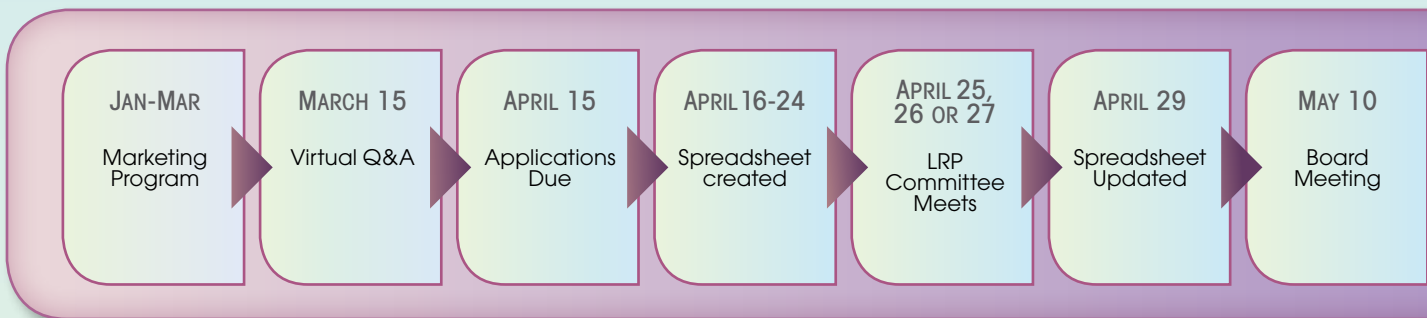 JAN-MAR
Marketing
Program
MARCH 15
Virtual Q&A
APRIL 15
Applications
Due
APRIL 16-24
Spreadsheet
created
APRIL 25,
26 OR 27
LRP
Committee
Meets
APRIL 29
Spreadsheet
Updated
MAY 10
Board
Meeting